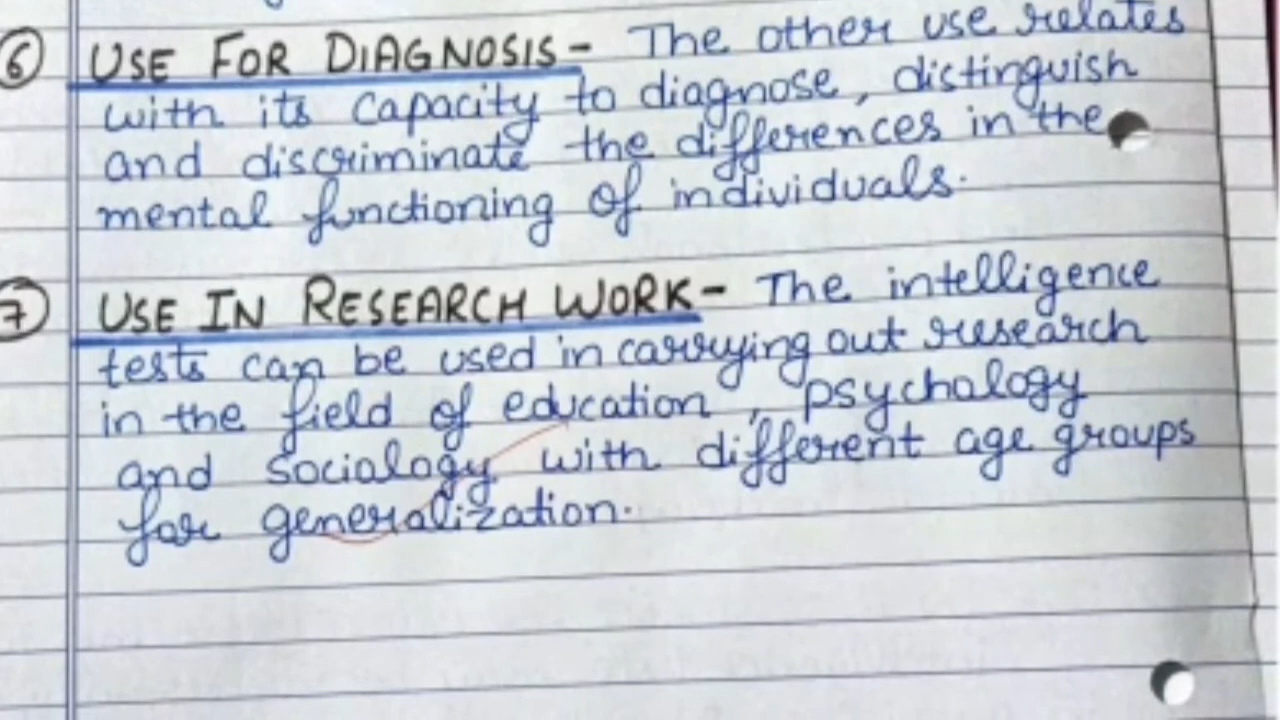 6 USE FOR DIAGNOSIS- The other use relates
with its capacity to diagnose, distinguish
and discriminate the differences in the
mental functioning of individuals.
7 USE IN RESEARCH WORK- The intelligence
tests can be used in carrying out research
in the field of education, psychology
and sociology with different age groups
for generalization.